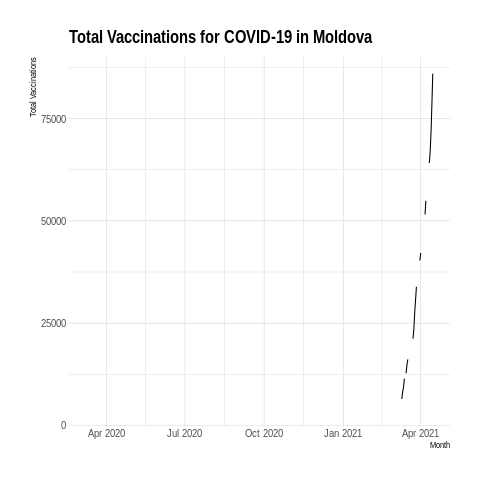 Total Vaccinations for COVID-19 in Moldova
Total Vaccinations
75000
50000
25000
0
Apr 2020 Jul 2020 Oct 2020 Jan 2021 Apr 2021
Month